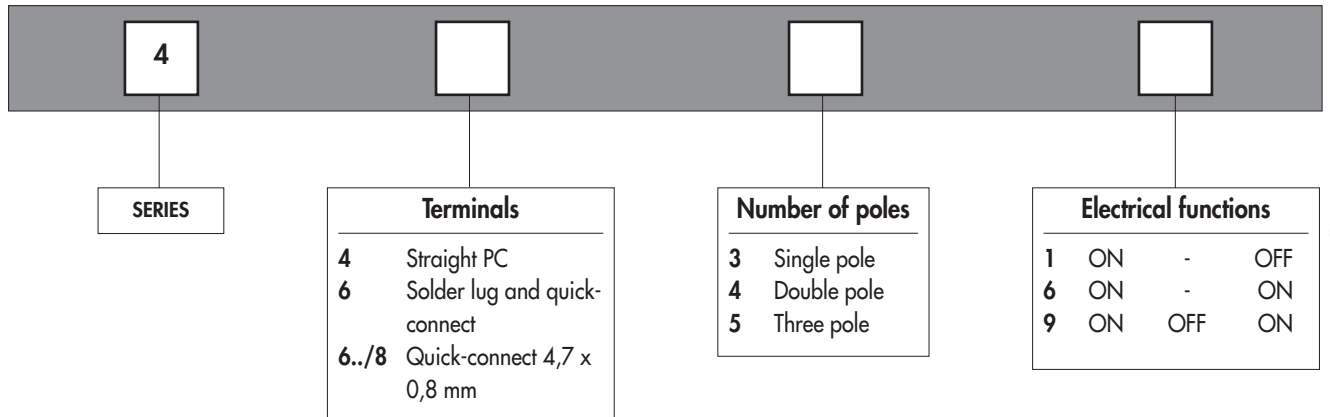 4
SERIES
Terminals
4 Straight PC
6 Solder lug and quick-
connect
6../8 Quick-connect 4,7 x
0,8 mm
Number of poles
3 Single pole
4 Double pole
5 Three pole
Electrical functions
1 ON - OFF
6 ON - ON
9 ON OFF ON